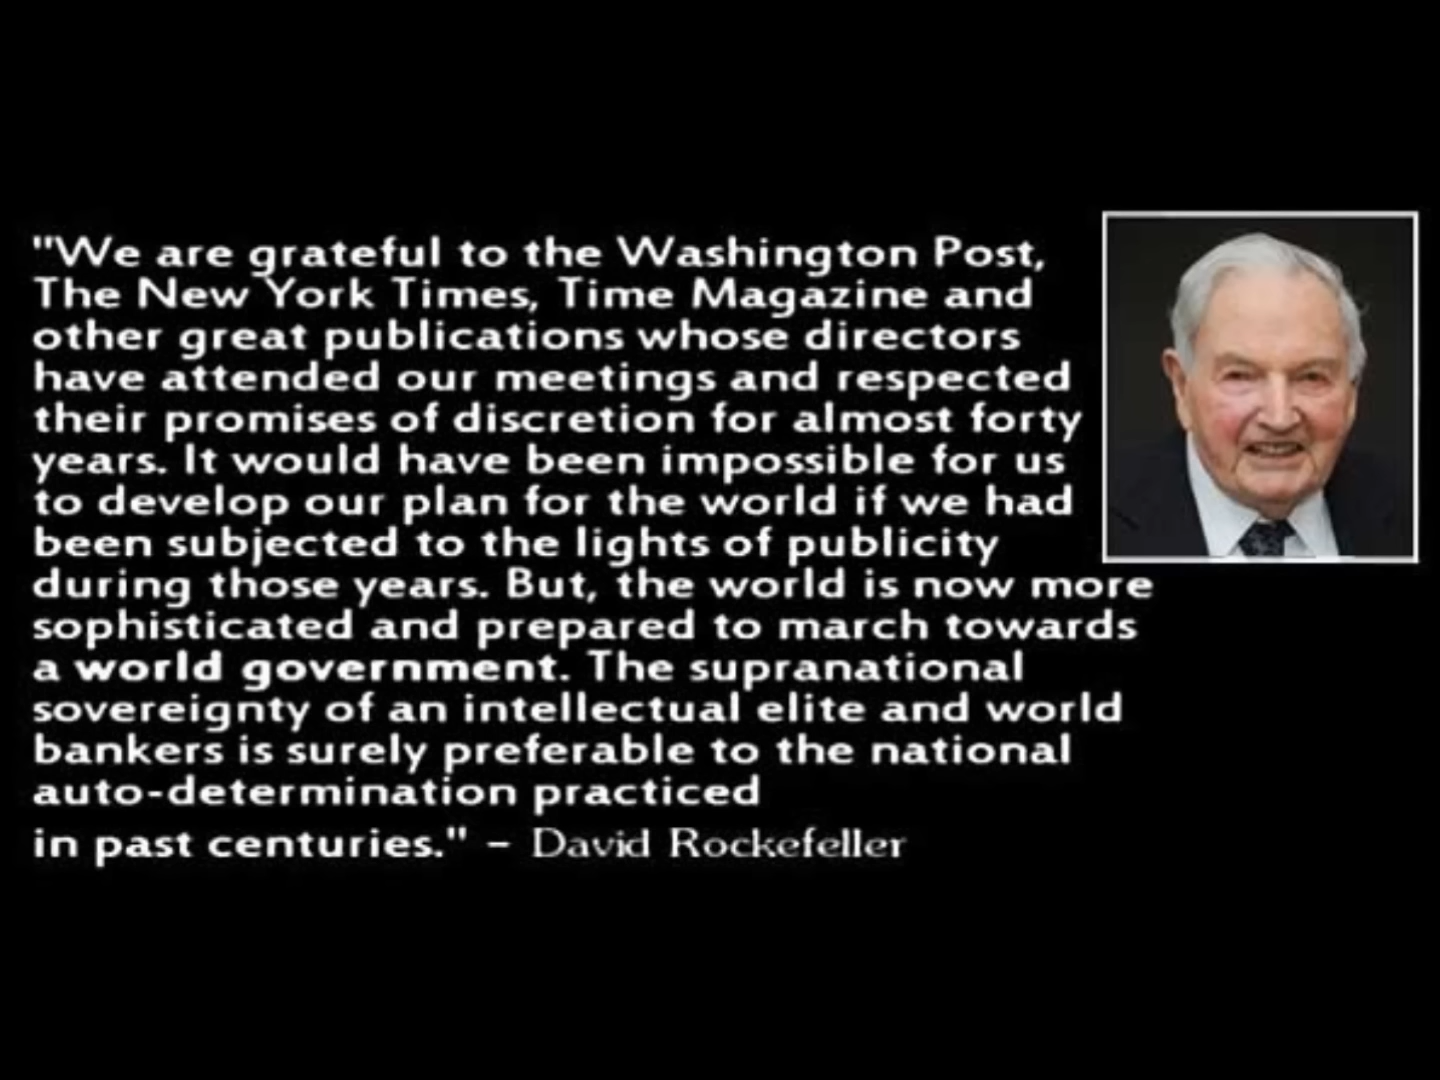 "We are grateful to the Washington Post,
The New York Times, Time Magazine and
other great publications whose directors
have attended our meetings and respected
their promises of discretion for almost forty
years. It would have been impossible for us
to develop our plan for the world if we had
been subjected to the lights of publicity
during those years. But, the world is now more
sophisticated and prepared to march towards
a world government. The supranational
sovereignty of an intellectual elite and world
bankers is surely preferable to the national
auto-determination practiced
in past centuries." – David Rockefeller